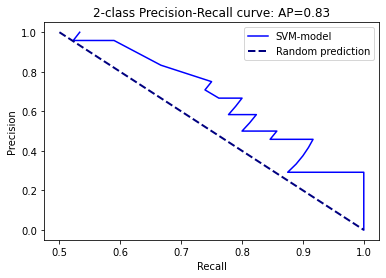 2-class Precision-Recall curve: AP=0.83
SVM-model
Random prediction
1.0
0.8
0.6
0.4
0.2
0.0
Precision
0.5
0.6
0.7
0.8
0.9
1.0
Recall